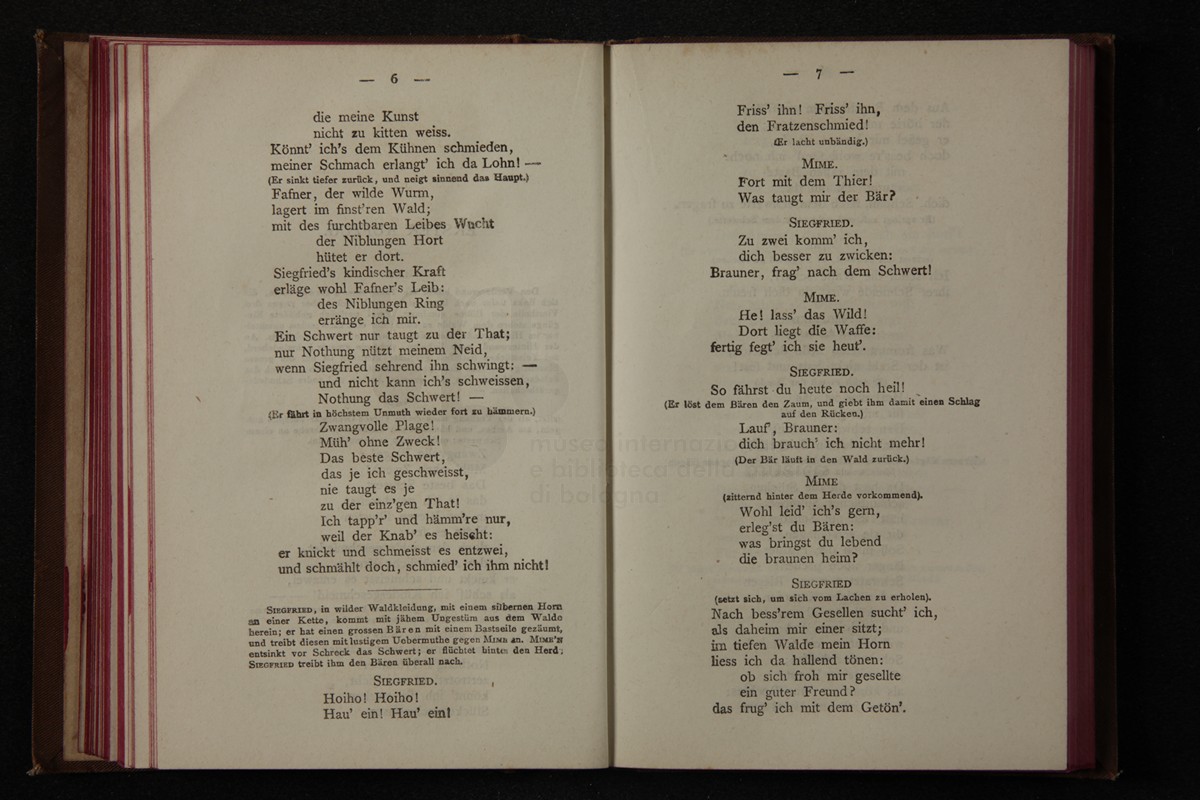 — 6 —
die meine Kunst
nicht zu kitten weiss.
Könnt' ich's dem Kühnen schmieden,
meiner Schmach erlangt' ich da Lohn! —
(Er sinkt tiefer zurück, und neigt sinnend das Haupt.)
Fafner, der wilde Wurm,
lagert im finst'ren Wald;
mit des furchtbaren Leibes Wucht
der Niblungen Hort
hütet er dort.
Siegfried's kindischer Kraft
erläge wohl Fafner's Leib:
des Niblungen Ring
erränge ich mir.
Ein Schwert nur taugt zu der That;
nur Nothung nützt meinem Neid,
wenn Siegfried sehrend ihn schwingt: —
und nicht kann ich's schweissen,
Nothung das Schwert! —
(Er fährt in höchstem Unmuth wieder fort zu hämmern.)
Zwangvolle Plage!
Müh' ohne Zweck!
Das beste Schwert,
das je ich geschweisst,
nie taugt es je
zu der einz'gen That!
Ich tapp'r' und hämm're nur,
weil der Knab' es heischt:
er knickt und schmeisst es entzwei,
und schmählt doch, schmied' ich ihm nicht!
SIEGFRIED, in wilder Waldkleidung, mit einem silbernen Horn
an einer Kette, kommt mit jähem Ungestüm aus dem Walde
herein; er hat einen grossen Bären mit einem Bastseile gezäumt,
und treibt diesen mit lustigem Uebermuthe gegen MIME an. MIME'N
entsinkt vor Schreck das Schwert; er flüchtet hinter den Herd;
SIEGFRIED treibt ihm den Bären überall nach.
SIEGFRIED.
Hoiho! Hoiho!
Hau' ein! Hau' ein!
— 7 —
Friss' ihn! Friss' ihn,
den Fratzenschmied!
(Er lacht unbändig.)
MIME.
Fort mit dem Thier!
Was taugt mir der Bär?
SIEGFRIED.
Zu zwei komm' ich,
dich besser zu zwicken:
Brauner, frag' nach dem Schwert!
MIME.
He! lass' das Wild!
Dort liegt die Waffe:
fertig fegt' ich sie heut'.
SIEGFRIED.
So fährst du heute noch heil!
(Er löst dem Bären den Zaum, und giebt ihm damit einen Schlag
auf den Rücken.)
Lauf', Brauner:
dich brauch' ich nicht mehr!
(Der Bär läuft in den Wald zurück.)
MIME
(zitternd hinter dem Herde vorkommend).
Wohl leid' ich's gern,
erleg'st du Bären:
was bringst du lebend
die braunen heim?
SIEGFRIED
(setzt sich, um sich vom Lachen zu erholen).
Nach bess'rem Gesellen sucht' ich,
als daheim mir einer sitzt;
im tiefen Walde mein Horn
liess ich da hallend tönen:
ob sich froh mir gesellte
ein guter Freund?
das frug' ich mit dem Getön'.
museo internazionale
e biblioteca della musica
di bologna